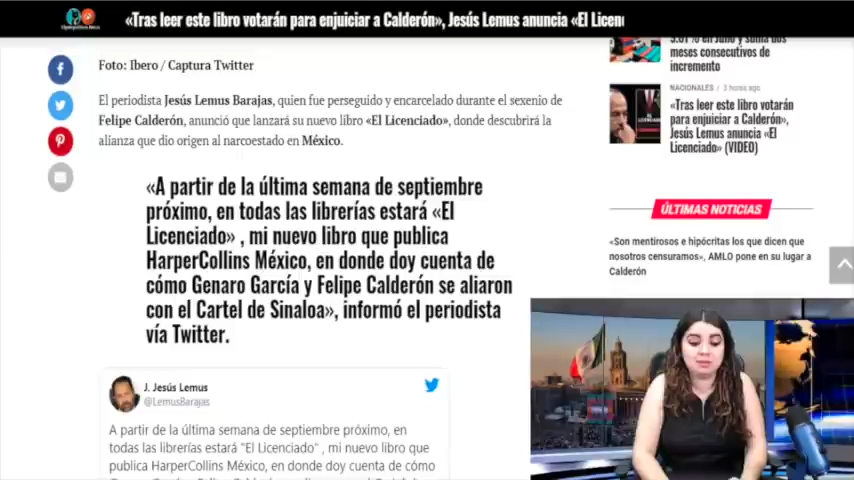 «Tras leer este libro votarán para enjuiciar a Calderón», Jesús Lemus anuncia «El Licen
Foto: Ibero / Captura Twitter
El periodista Jesús Lemus Barajas, quien fue perseguido y encarcelado durante el sexenio de
Felipe Calderón, anunció que lanzará su nuevo libro «El Licenciado», donde descubrirá la
alianza que dio origen al narcoestado en México.
«A partir de la última semana de septiembre
próximo, en todas las librerías estará «El
Licenciado» , mi nuevo libro que publica
HarperCollins México, en donde doy cuenta de
cómo Genaro García y Felipe Calderón se aliaron
con el Cartel de Sinaloa», informó el periodista
vía Twitter.
J. Jesús Lemus
@LemusBarajas
A partir de la última semana de septiembre próximo, en
todas las librerías estará "El Licenciado" , mi nuevo libro que
publica HarperCollins México, en donde doy cuenta de cómo
meses consecutivos de
incremento
NACIONALES / 3 horas ago
«Tras leer este libro votarán
para enjuiciar a Calderón»,
Jesús Lemus anuncia «El
Licenciado» (VIDEO)
ÚLTIMAS NOTICIAS
«Son mentirosos e hipócritas los que dicen que
nosotros censuramos», AMLO pone en su lugar a
Calderón